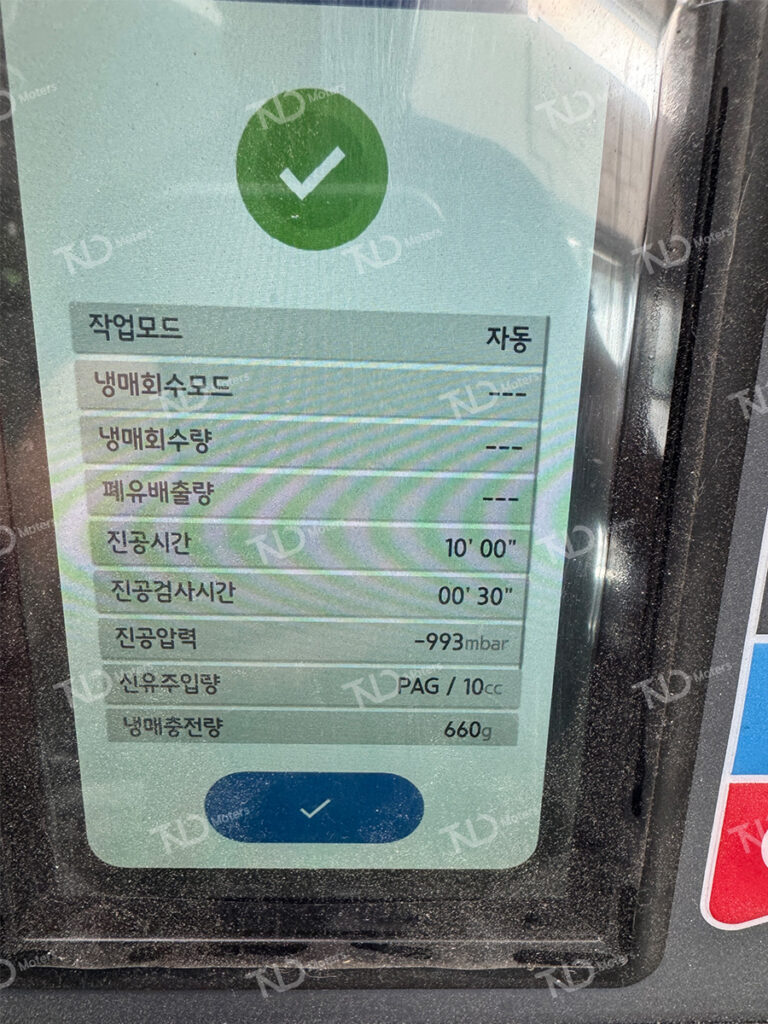 작업모드 자동
냉매회수모드 ---
냉매회수량 ---
폐유배출량 ---
진공시간 10' 00"
진공검사시간 00' 30"
진공압력 -993mbar
신유주입량 PAG / 10cc
냉매충전량 660g
TND Moters